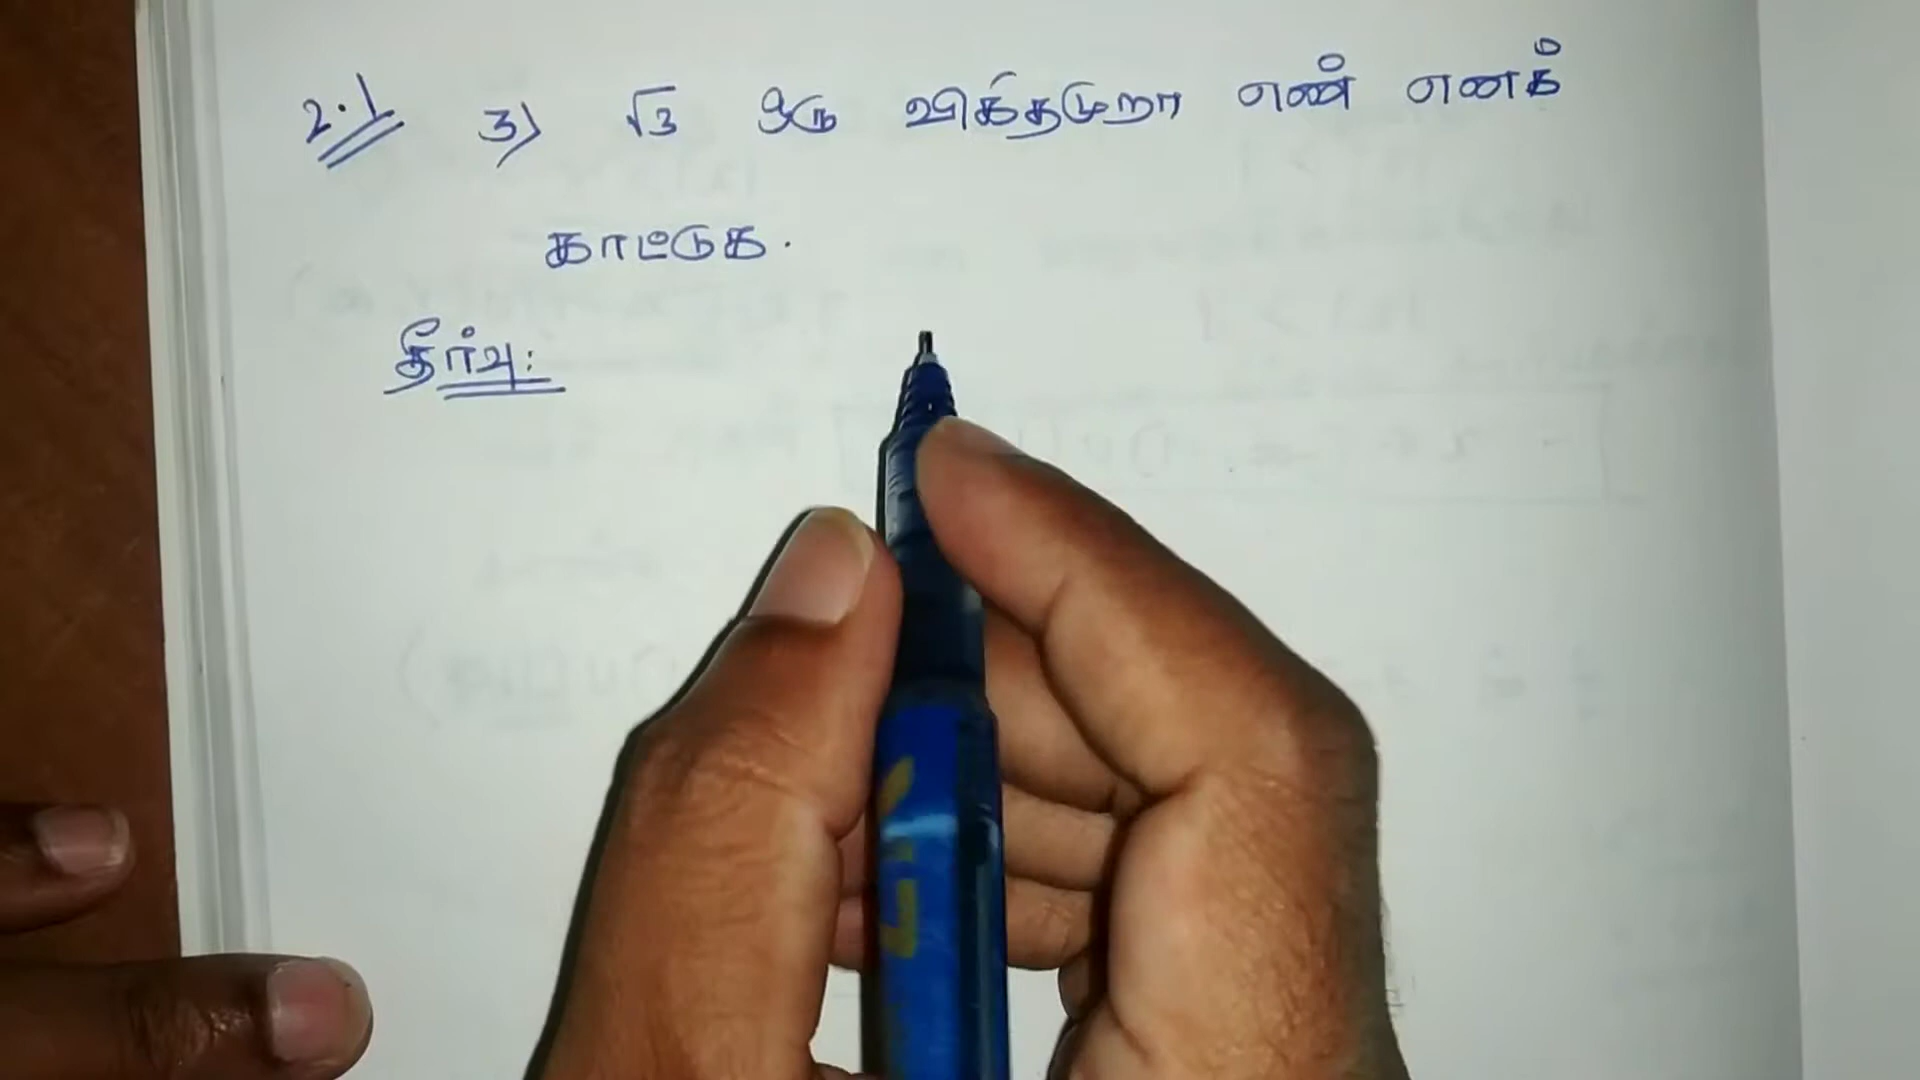 2.1 3) √3 ஒரு விகிதமுறா எண் எனக்
காட்டுக.
தீர்வு: